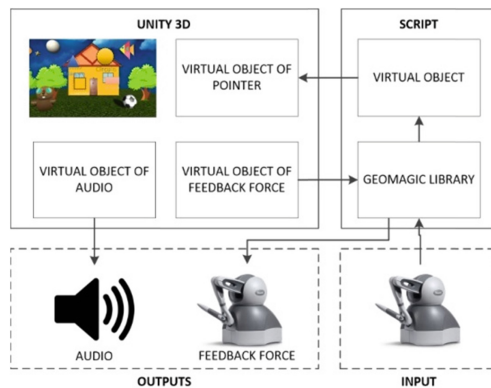 UNITY 3D
SCRIPT
VIRTUAL OBJECT OF
POINTER
VIRTUAL OBJECT
VIRTUAL OBJECT OF
AUDIO
VIRTUAL OBJECT OF
FEEDBACK FORCE
GEOMAGIC LIBRARY
AUDIO
FEEDBACK FORCE
OUTPUTS
INPUT